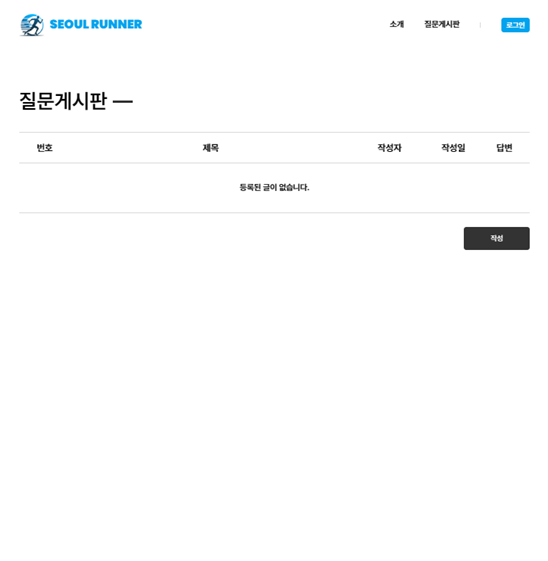 SEOUL RUNNER 소개 질문게시판 로그인
질문게시판 —
번호 제목 작성자 작성일 답변
등록된 글이 없습니다.
작성